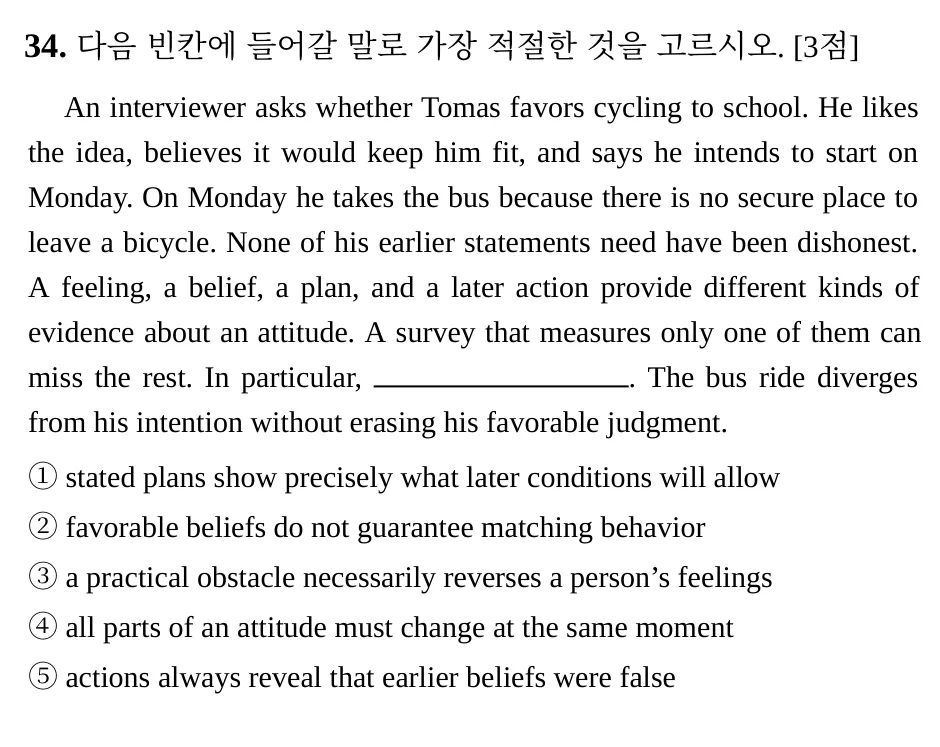 34. 다음 빈칸에 들어갈 말로 가장 적절한 것을 고르시오. [3점]
An interviewer asks whether Tomas favors cycling to school. He likes
the idea, believes it would keep him fit, and says he intends to start on
Monday. On Monday he takes the bus because there is no secure place to
leave a bicycle. None of his earlier statements need have been dishonest.
A feeling, a belief, a plan, and a later action provide different kinds of
evidence about an attitude. A survey that measures only one of them can
miss the rest. In particular, ________________. The bus ride diverges
from his intention without erasing his favorable judgment.
① stated plans show precisely what later conditions will allow
② favorable beliefs do not guarantee matching behavior
③ a practical obstacle necessarily reverses a person’s feelings
④ all parts of an attitude must change at the same moment
⑤ actions always reveal that earlier beliefs were false